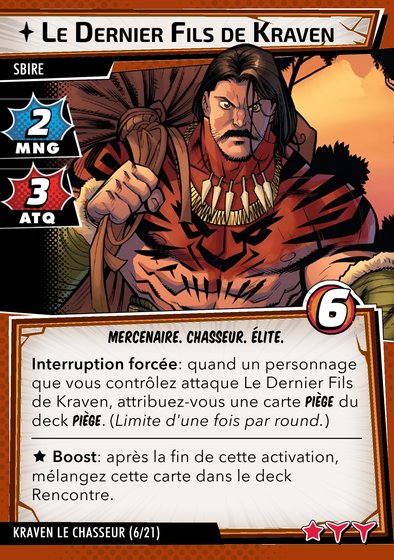 Le Dernier Fils de Kraven
SBIRE
2
MNG
3
ATQ
6
MERCENAIRE. CHASSEUR. ÉLITE.
Interruption forcée: quand un personnage
que vous contrôlez attaque Le Dernier Fils
de Kraven, attribuez-vous une carte PIÈGE du
deck PIÈGE. (Limite d'une fois par round.)
★ Boost: après la fin de cette activation,
mélangez cette carte dans le deck
Rencontre.
KRAVEN LE CHASSEUR (6/21)